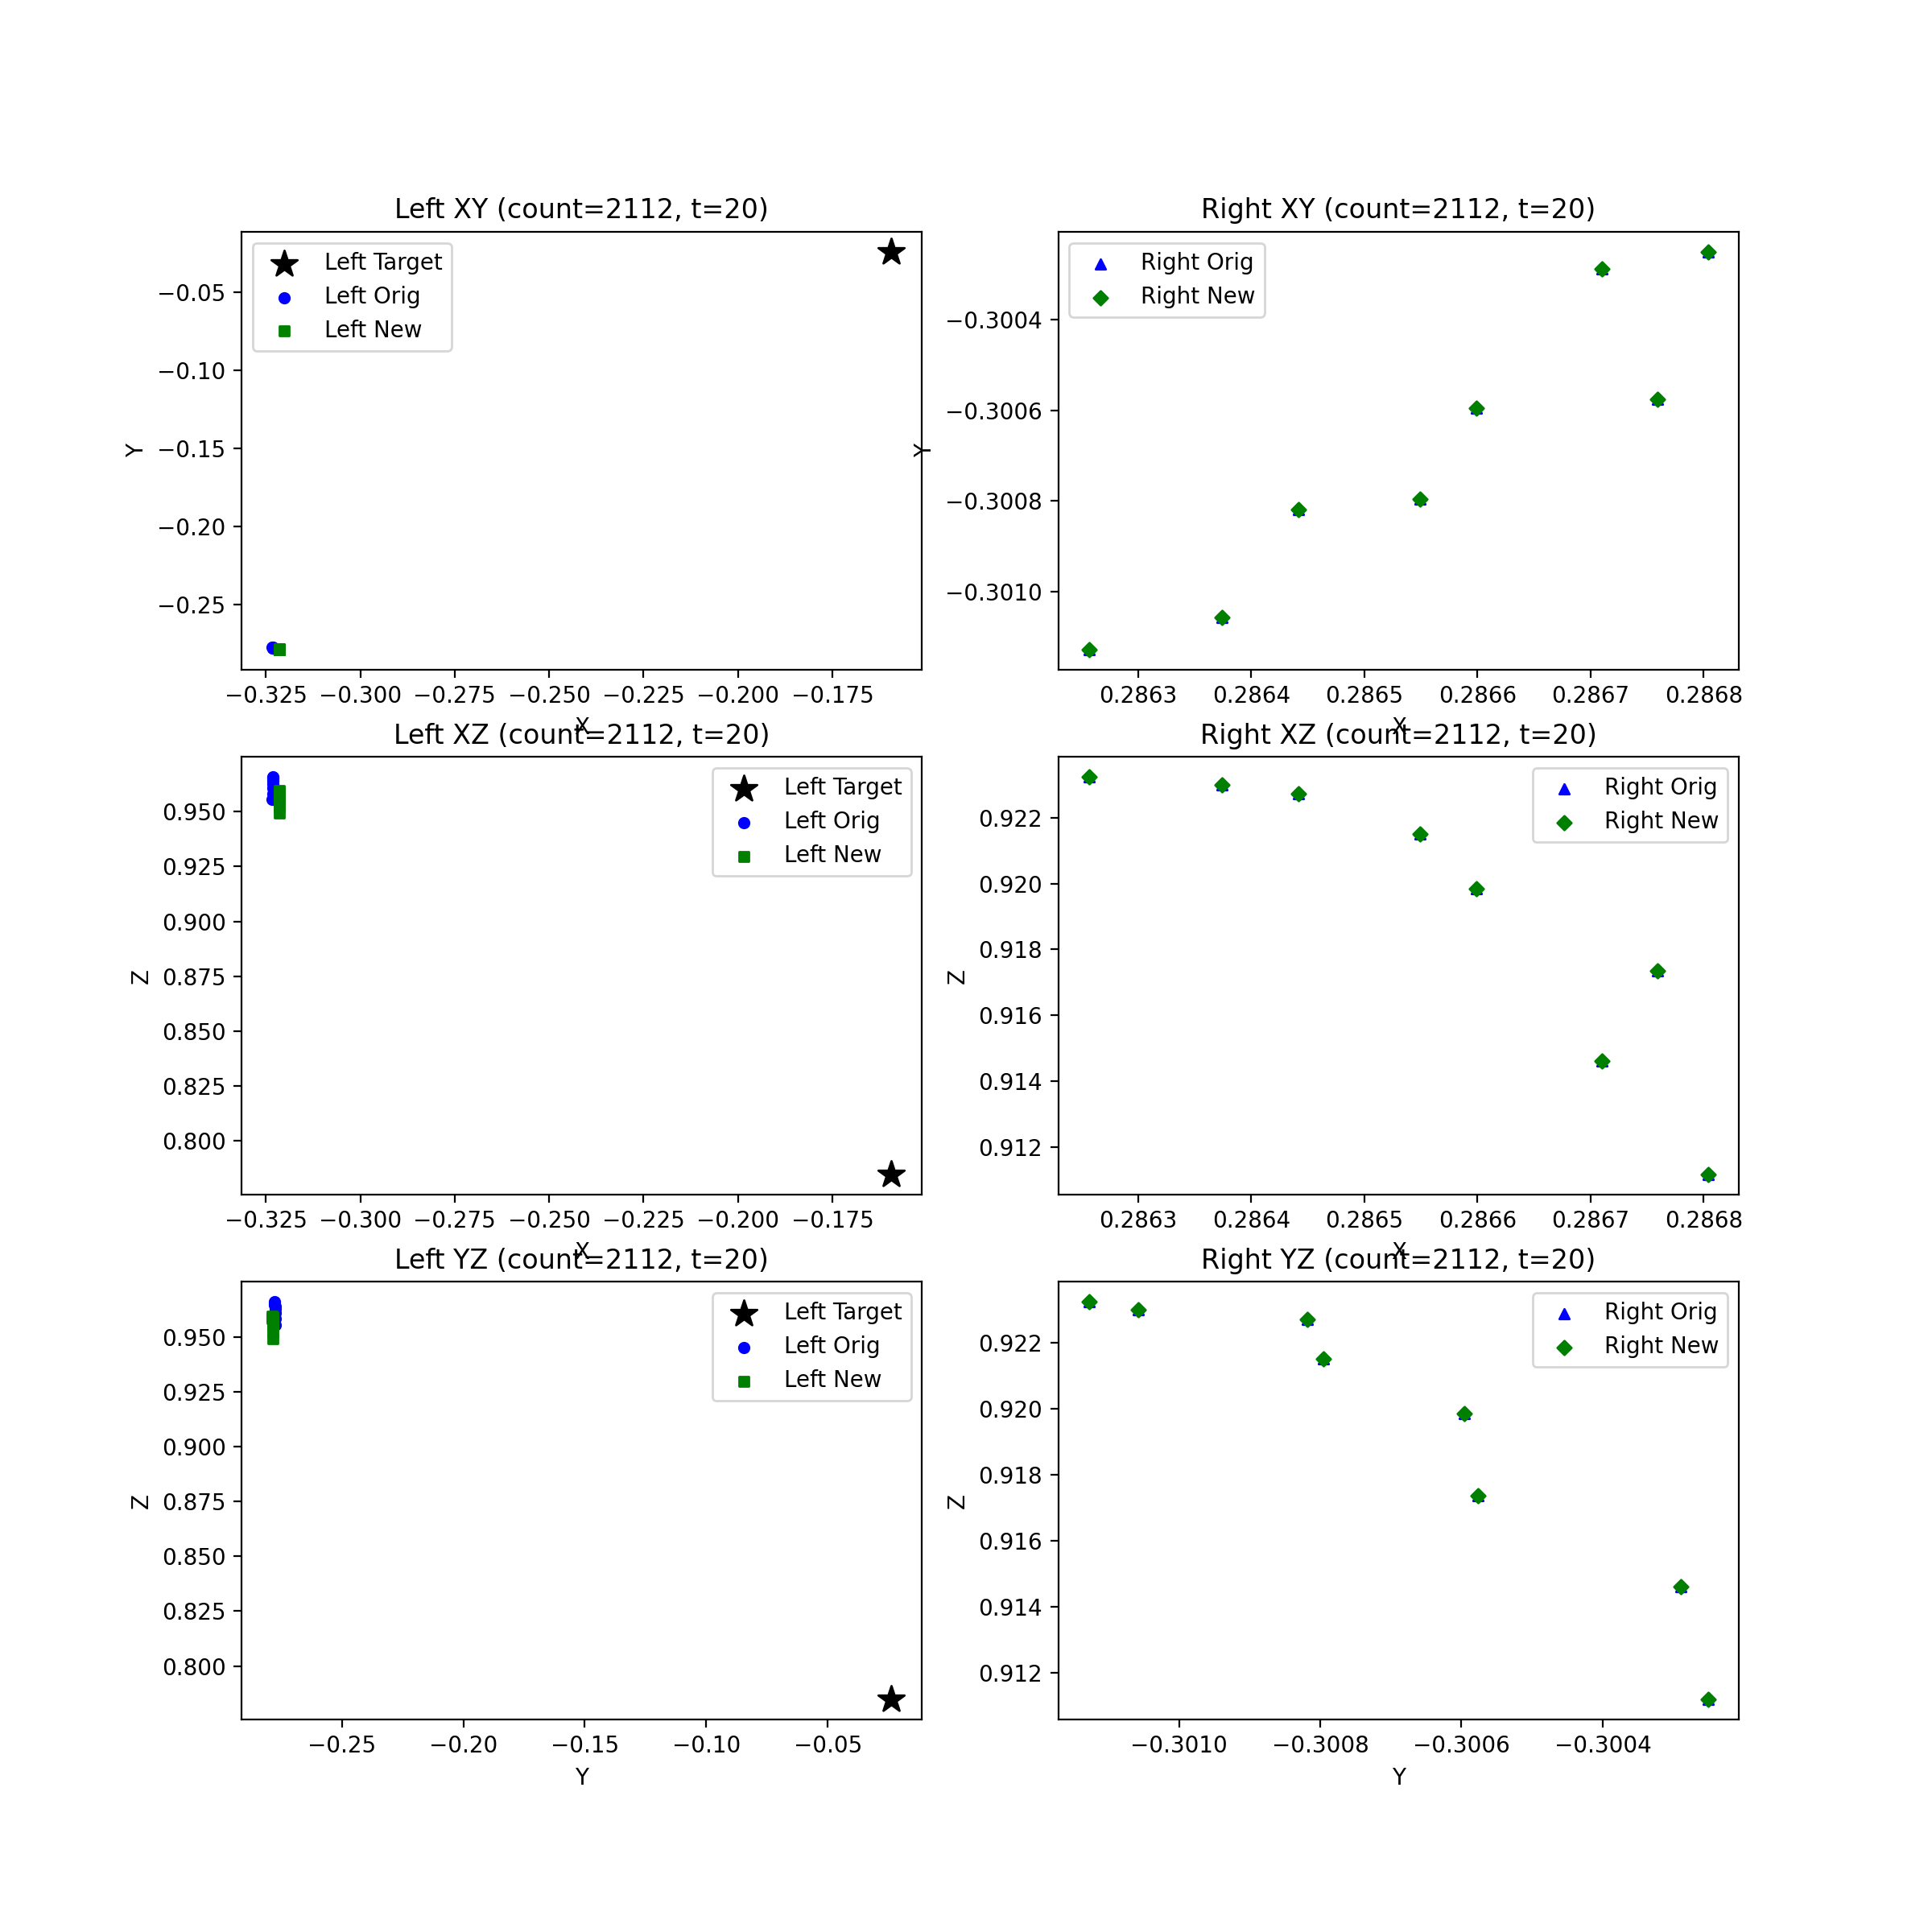 Left XY (count=2112, t=20)
Left Target
Left Orig
Left New
Y
−0.05
−0.10
−0.15
−0.20
−0.25
−0.325 −0.300 −0.275 −0.250 −0.225 −0.200 −0.175
X
Right XY (count=2112, t=20)
Right Orig
Right New
Y
−0.3004
−0.3006
−0.3008
−0.3010
0.2863 0.2864 0.2865 0.2866 0.2867 0.2868
X
Left XZ (count=2112, t=20)
Left Target
Left Orig
Left New
Z
0.950
0.925
0.900
0.875
0.850
0.825
0.800
−0.325 −0.300 −0.275 −0.250 −0.225 −0.200 −0.175
X
Right XZ (count=2112, t=20)
Right Orig
Right New
Z
0.922
0.920
0.918
0.916
0.914
0.912
0.2863 0.2864 0.2865 0.2866 0.2867 0.2868
X
Left YZ (count=2112, t=20)
Left Target
Left Orig
Left New
Z
0.950
0.925
0.900
0.875
0.850
0.825
0.800
−0.25 −0.20 −0.15 −0.10 −0.05
Y
Right YZ (count=2112, t=20)
Right Orig
Right New
Z
0.922
0.920
0.918
0.916
0.914
0.912
−0.3010 −0.3008 −0.3006 −0.3004
Y